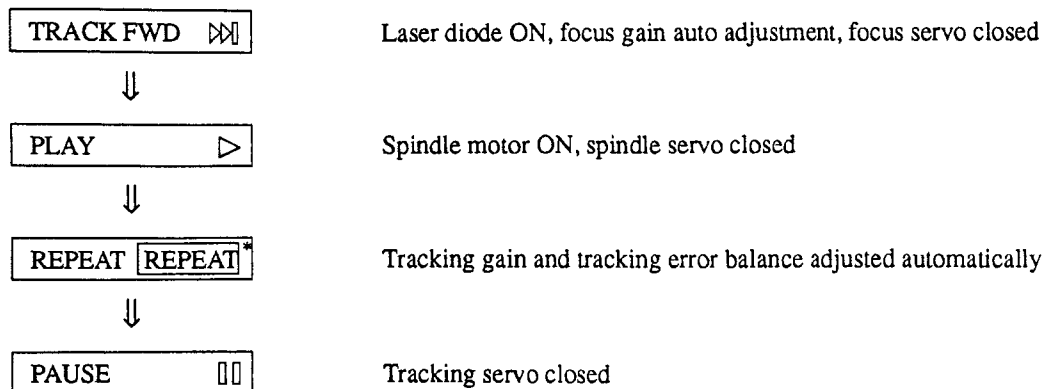 TRACK FWD ▷▷▯ Laser diode ON, focus gain auto adjustment, focus servo closed
⇓
PLAY ▷ Spindle motor ON, spindle servo closed
⇓
REPEAT REPEAT* Tracking gain and tracking error balance adjusted automatically
⇓
PAUSE ▯▯ Tracking servo closed